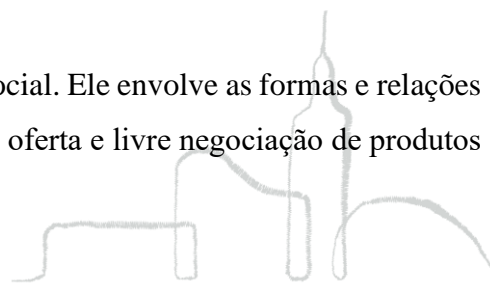 ocial. Ele envolve as formas e relações
oferta e livre negociação de produtos